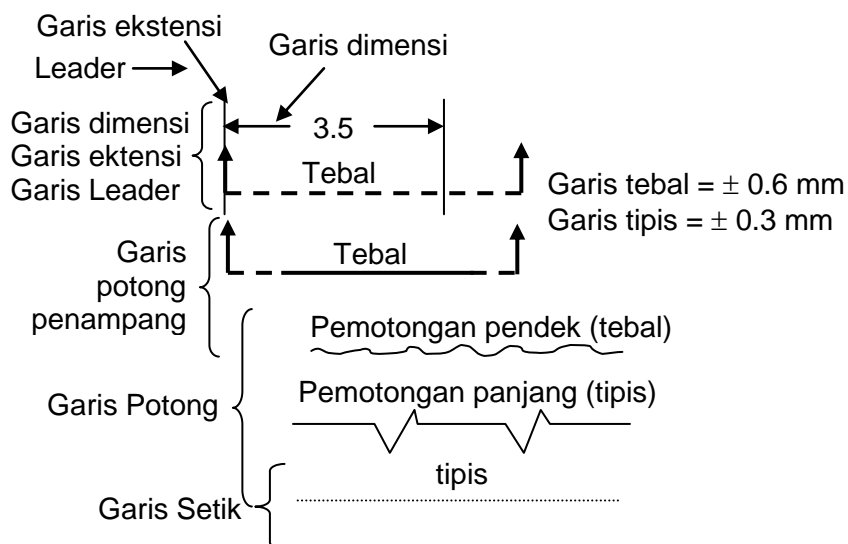 Garis ekstensi
Garis dimensi
Leader
Garis dimensi
Garis ektensi
Garis Leader
3.5
Tebal
Garis tebal = ± 0.6 mm
Garis tipis = ± 0.3 mm
Garis
potong
penampang
Tebal
Pemotongan pendek (tebal)
Garis Potong
Pemotongan panjang (tipis)
tipis
Garis Setik